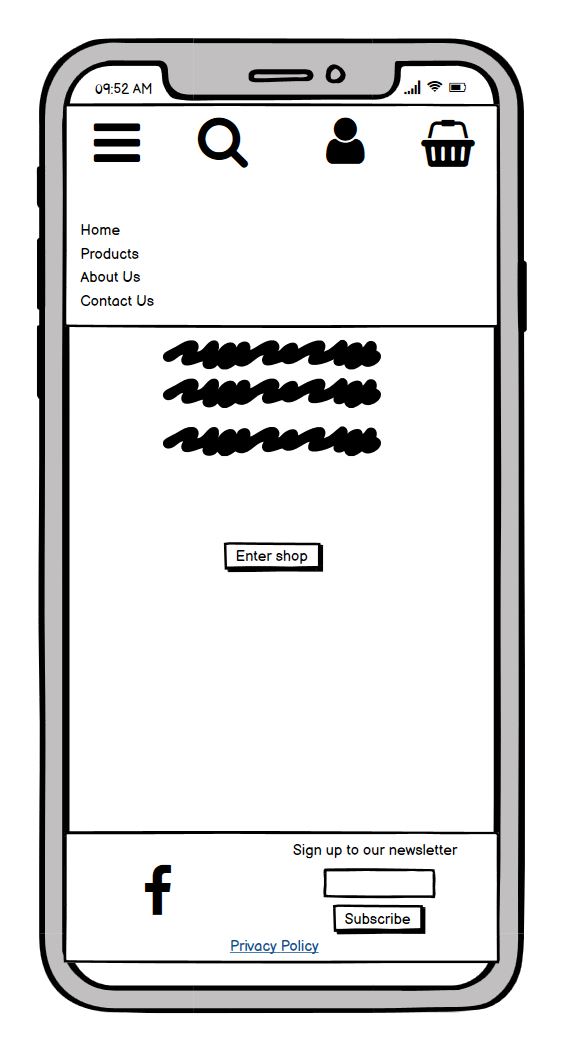 09:52 AM
Home
Products
About Us
Contact Us
Enter shop
Sign up to our newsletter
Subscribe
Privacy Policy